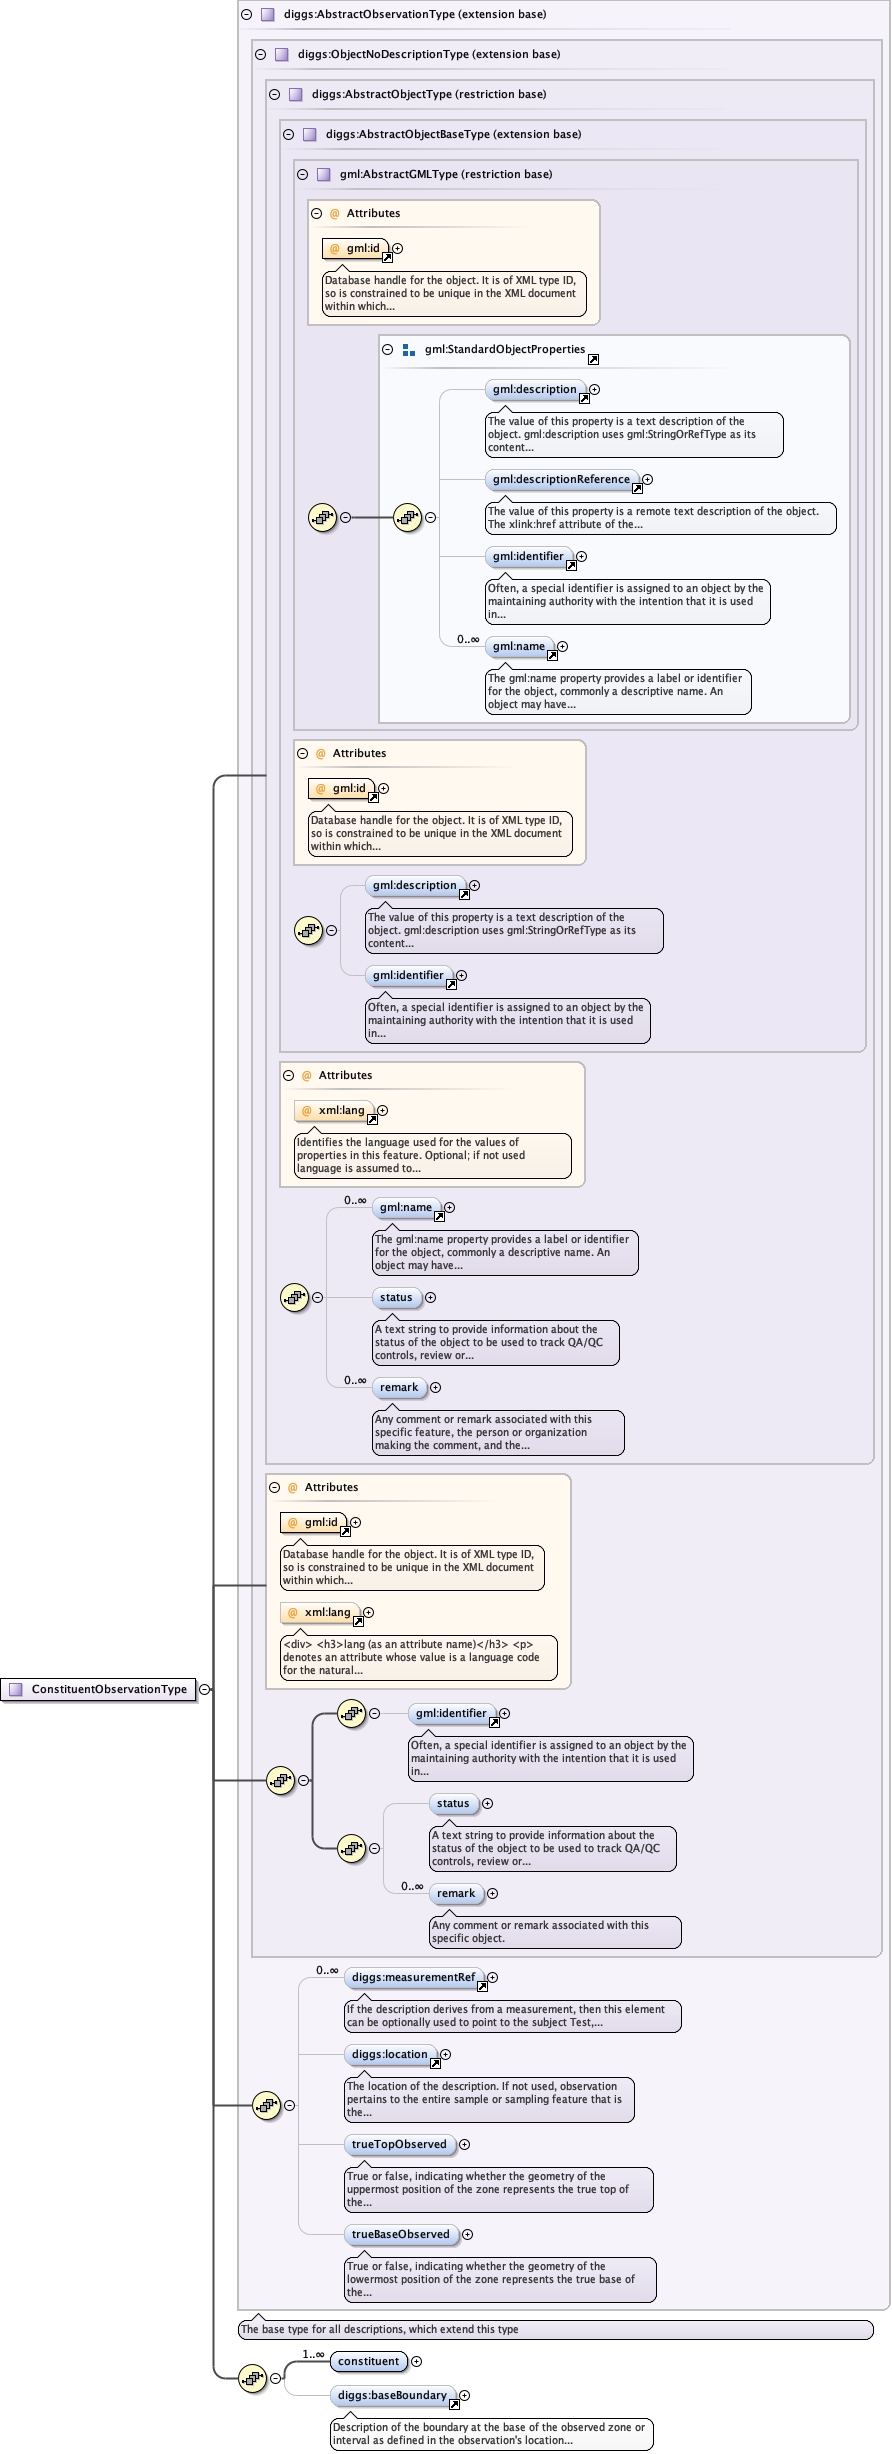 diggs:AbstractObservationType (extension base)
diggs:ObjectNoDescriptionType (extension base)
diggs:AbstractObjectType (restriction base)
diggs:AbstractObjectBaseType (extension base)
gml:AbstractGMLType (restriction base)
@ Attributes
@ gml:id
Database handle for the object. It is of XML type ID,
so is constrained to be unique in the XML document
within which...
gml:StandardObjectProperties
gml:description
The value of this property is a text description of the
object. gml:description uses gml:StringOrRefType as its
content...
gml:descriptionReference
The value of this property is a remote text description of the object.
The xlink:href attribute of the...
gml:identifier
Often, a special identifier is assigned to an object by the
maintaining authority with the intention that it is used
in...
0..∞
gml:name
The gml:name property provides a label or identifier
for the object, commonly a descriptive name. An
object may have...
@ Attributes
@ gml:id
Database handle for the object. It is of XML type ID,
so is constrained to be unique in the XML document
within which...
gml:description
The value of this property is a text description of the
object. gml:description uses gml:StringOrRefType as its
content...
gml:identifier
Often, a special identifier is assigned to an object by the
maintaining authority with the intention that it is used
in...
@ Attributes
@ xml:lang
Identifies the language used for the values of
properties in this feature. Optional; if not used
language is assumed to...
0..∞
gml:name
The gml:name property provides a label or identifier
for the object, commonly a descriptive name. An
object may have...
status
A text string to provide information about the
status of the object to be used to track QA/QC
controls, review or...
0..∞
remark
Any comment or remark associated with this
specific feature, the person or organization
making the comment, and the...
@ Attributes
@ gml:id
Database handle for the object. It is of XML type ID,
so is constrained to be unique in the XML document
within which...
@ xml:lang
<div> <h3>lang (as an attribute name)</h3> <p>
denotes an attribute whose value is a language code
for the natural...
ConstituentObservationType
gml:identifier
Often, a special identifier is assigned to an object by the
maintaining authority with the intention that it is used
in...
status
A text string to provide information about the
status of the object to be used to track QA/QC
controls, review or...
0..∞
remark
Any comment or remark associated with this
specific object.
0..∞
diggs:measurementRef
If the description derives from a measurement, then this element
can be optionally used to point to the subject Test,...
diggs:location
The location of the description. If not used, observation
pertains to the entire sample or sampling feature that is
the...
trueTopObserved
True or false, indicating whether the geometry of the
uppermost position of the zone represents the true top of
the...
trueBaseObserved
True or false, indicating whether the geometry of the
lowermost position of the zone represents the true base of
the...
The base type for all descriptions, which extend this type
1..∞
constituent
diggs:baseBoundary
Description of the boundary at the base of the observed zone or
interval as defined in the observation's location...